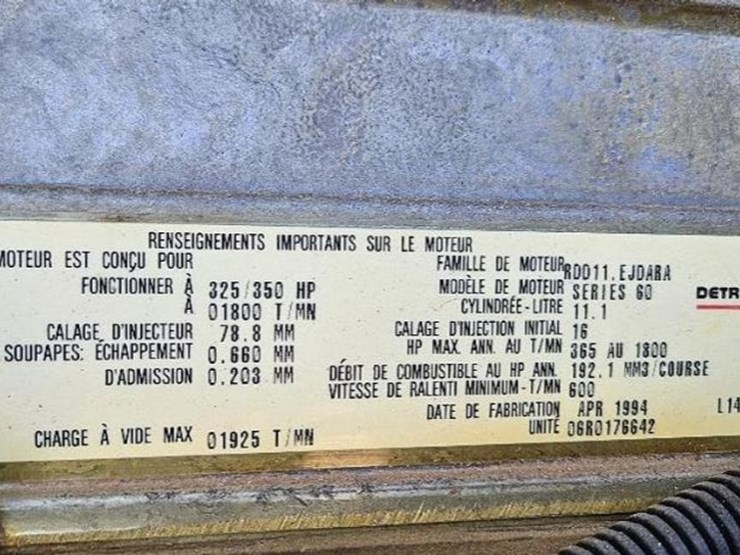 RENSEIGNEMENTS IMPORTANTS SUR LE MOTEUR
MOTEUR EST CONÇU POUR
FONCTIONNER À 325/350 HP
À 01800 T/MN
CALAGE D'INJECTEUR 78.8 MM
SOUPAPES: ÉCHAPPEMENT 0.660 MM
D'ADMISSION 0.203 MM
CHARGE À VIDE MAX 01925 T/MN
FAMILLE DE MOTEUR RDD11.EJDARA
MODÈLE DE MOTEUR SERIES 60
CYLINDRÉE-LITRE 11.1
CALAGE D'INJECTION INITIAL 16
HP MAX. ANN. AU T/MN 365 AU 1800
DÉBIT DE COMBUSTIBLE AU HP ANN. 192.1 MM3/COURSE
VITESSE DE RALENTI MINIMUM-T/MN 600
DATE DE FABRICATION APR 1994
UNITÉ 06R0176642
DETR
L14